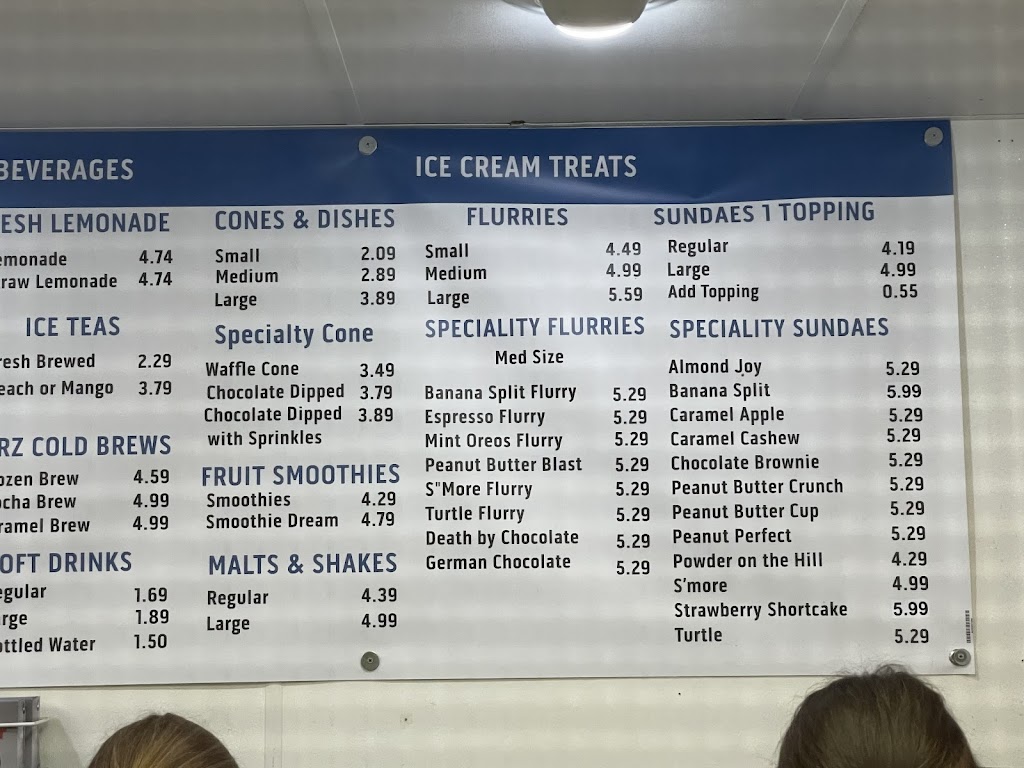 BEVERAGES
ESH LEMONADE
emonade 4.74
raw Lemonade 4.74
ICE TEAS
resh Brewed 2.29
each or Mango 3.79
RZ COLD BREWS
ozen Brew 4.59
ocha Brew 4.99
ramel Brew 4.99
OFT DRINKS
egular 1.69
rge 1.89
ottled Water 1.50
ICE CREAM TREATS
CONES & DISHES
Small 2.09
Medium 2.89
Large 3.89
Specialty Cone
Waffle Cone 3.49
Chocolate Dipped 3.79
Chocolate Dipped 3.89
with Sprinkles
FRUIT SMOOTHIES
Smoothies 4.29
Smoothie Dream 4.79
MALTS & SHAKES
Regular 4.39
Large 4.99
FLURRIES
Small 4.49
Medium 4.99
Large 5.59
SPECIALITY FLURRIES
Med Size
Banana Split Flurry 5.29
Espresso Flurry 5.29
Mint Oreos Flurry 5.29
Peanut Butter Blast 5.29
S"More Flurry 5.29
Turtle Flurry 5.29
Death by Chocolate 5.29
German Chocolate 5.29
SUNDAES 1 TOPPING
Regular 4.19
Large 4.99
Add Topping 0.55
SPECIALITY SUNDAES
Almond Joy 5.29
Banana Split 5.99
Caramel Apple 5.29
Caramel Cashew 5.29
Chocolate Brownie 5.29
Peanut Butter Crunch 5.29
Peanut Butter Cup 5.29
Peanut Perfect 5.29
Powder on the Hill 4.29
S'more 4.99
Strawberry Shortcake 5.99
Turtle 5.29